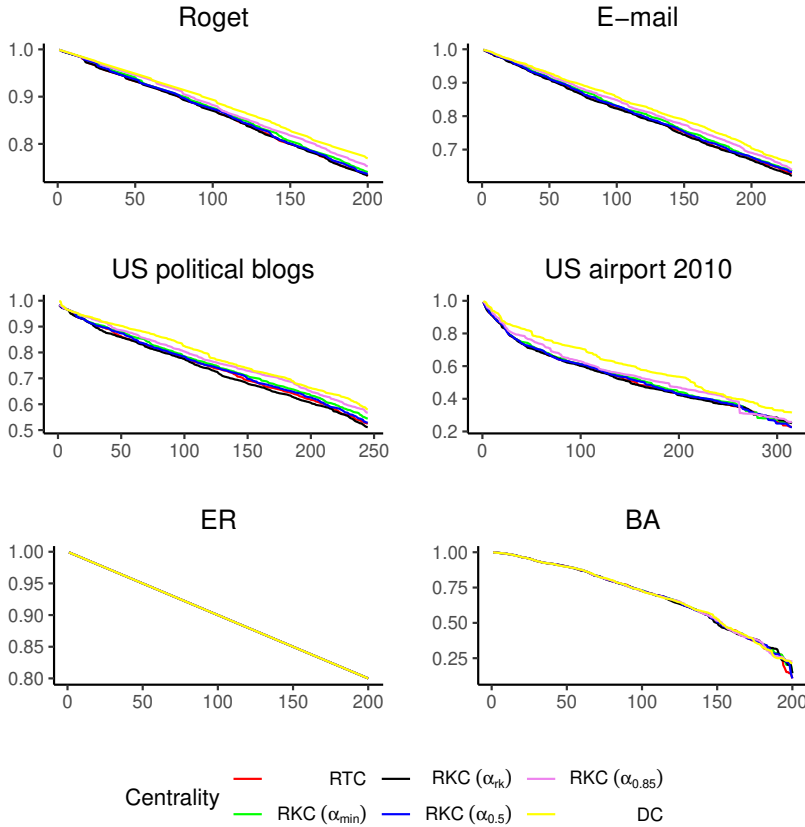 Roget
1.0
0.9
0.8
0 50 100 150 200
E−mail
1.0
0.9
0.8
0.7
0 50 100 150 200
US political blogs
1.0
0.9
0.8
0.7
0.6
0.5
0 50 100 150 200 250
US airport 2010
1.0
0.8
0.6
0.4
0.2
0 100 200 300
ER
1.00
0.95
0.90
0.85
0.80
0 50 100 150 200
BA
1.00
0.75
0.50
0.25
0 50 100 150 200
Centrality
RTC RKC (α_rk) RKC (α_0.85)
RKC (α_min) RKC (α_0.5) DC